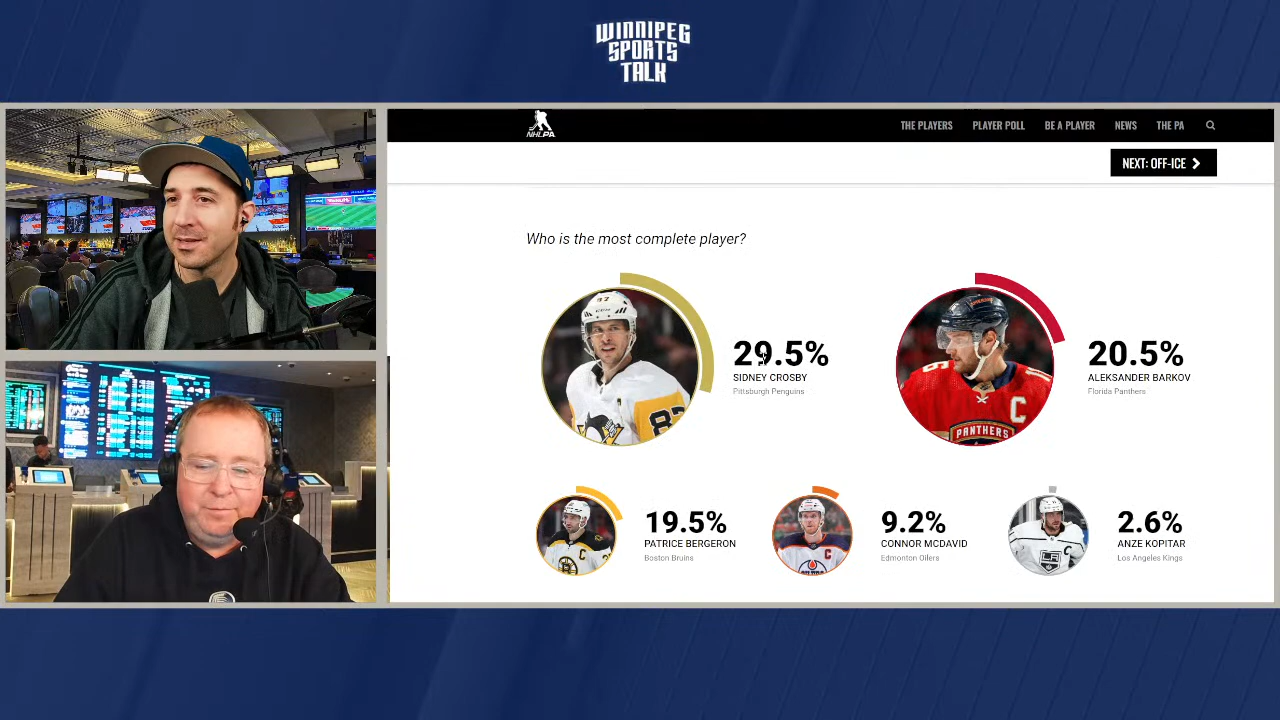 WINNIPEG
SPORTS
TALK
NHLPA
THE PLAYERS
PLAYER POLL
BE A PLAYER
NEWS
THE PA
NEXT: OFF-ICE
Who is the most complete player?
29.5%
SIDNEY CROSBY
Pittsburgh Penguins
20.5%
ALEKSANDER BARKOV
Florida Panthers
87
C
PANTHERS
19.5%
PATRICE BERGERON
Boston Bruins
9.2%
CONNOR MCDAVID
Edmonton Oilers
2.6%
ANZE KOPITAR
Los Angeles Kings